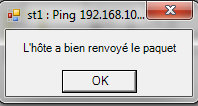 st1 : Ping 192.168.10...
L'hôte a bien renvoyé le paquet
OK